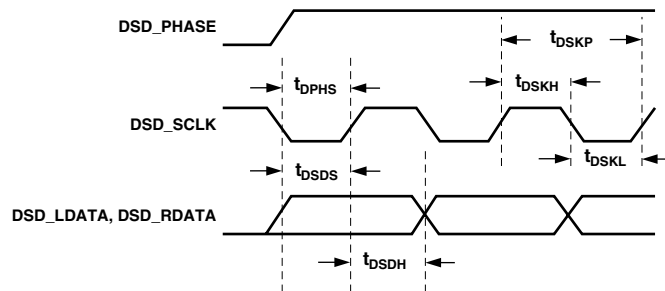 DSD_PHASE
tDSKP
tDPHS
tDSKH
DSD_SCLK
tDSDS
tDSKL
DSD_LDATA, DSD_RDATA
tDSDH